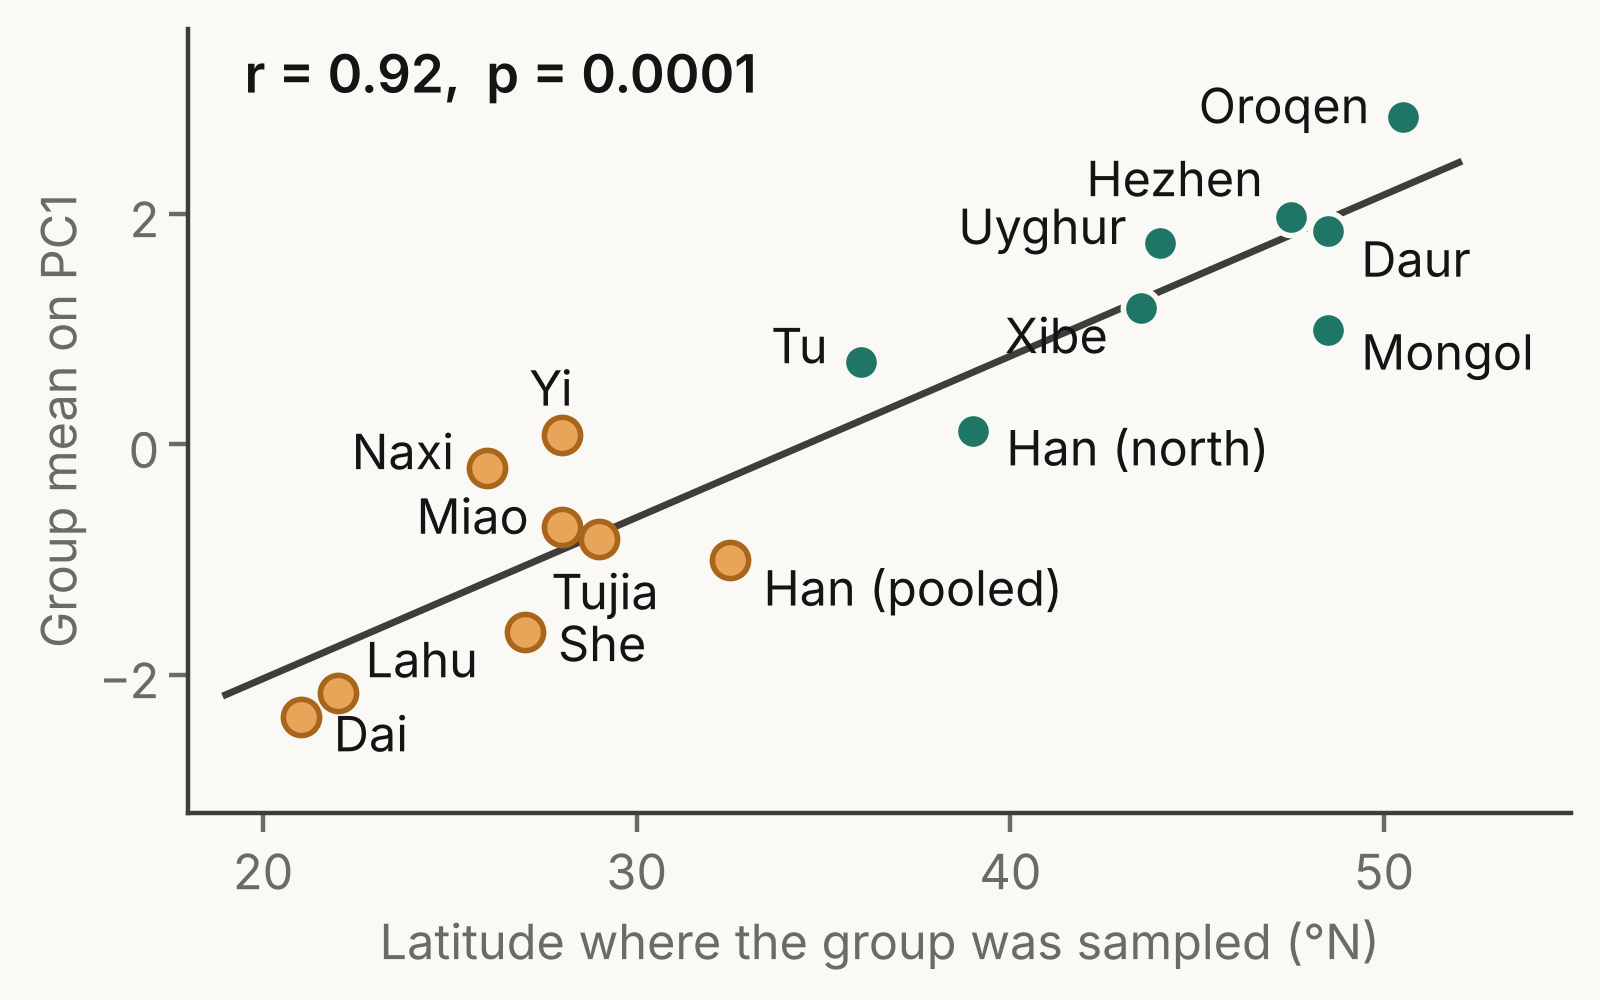 r = 0.92, p = 0.0001
Oroqen
Hezhen
Uyghur
Daur
Xibe
Tu
Mongol
Yi
Naxi
Han (north)
Miao
Tujia
Han (pooled)
She
Lahu
Dai
Group mean on PC1
2
0
−2
20
30
40
50
Latitude where the group was sampled (°N)